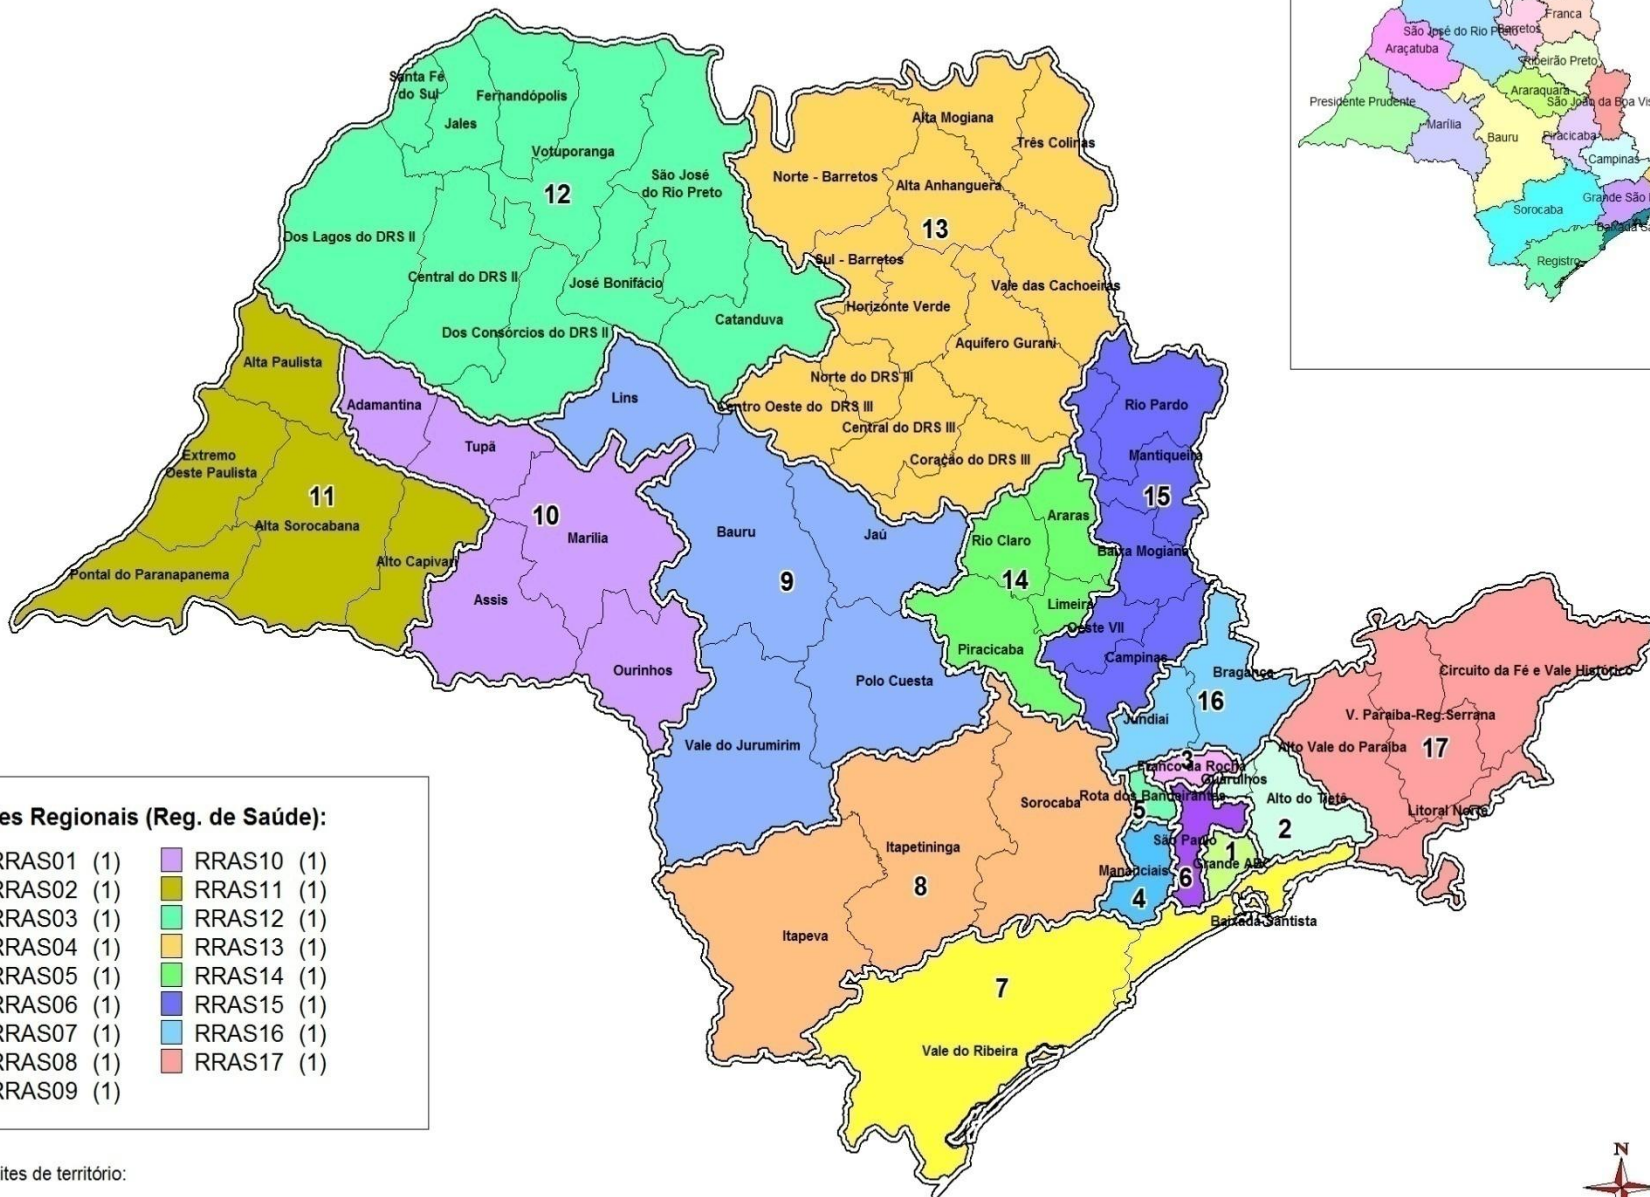 Franca
São José do Rio Preto
Barretos
Araçatuba
Ribeirão Preto
Araraquara
Presidente Prudente
São João da Boa Vis
Marília
Bauru
Piracicaba
Campinas
Sorocaba
Grande São
Registro
Santa Fé
do Sul
Fernandópolis
Jales
Votuporanga
São José
do Rio Preto
12
Dos Lagos do DRS II
Central do DRS II
José Bonifácio
Dos Consórcios do DRS II
Catanduva
Alta Mogiana
Três Colinas
Norte - Barretos
Alta Anhanguera
13
Sul - Barretos
Vale das Cachoeiras
Horizonte Verde
Aquífero Gurani
Norte do DRS III
Centro Oeste do DRS III
Central do DRS III
Coração do DRS III
Alta Paulista
Extremo
Oeste Paulista
11
Alta Sorocabana
Alto Capivari
Pontal do Paranapanema
Adamantina
Tupã
10
Marília
Assis
Ourinhos
Lins
Bauru
Jaú
9
Polo Cuesta
Vale do Jurumirim
Araras
Rio Claro
14
Limeira
Piracicaba
Rio Pardo
Mantiqueira
15
Baixa Mogiana
Oeste VII
Campinas
Bragança
16
Jundiaí
Circuito da Fé e Vale Histórico
V. Paraíba-Reg.Serrana
Alto Vale do Paraíba
17
Litoral Norte
3
Franco da Rocha
Guarulhos
Rota dos Bandeirantes
5
Alto do Tietê
2
São Paulo
1
Grande ABC
Mananciais
6
4
Baixada Santista
Sorocaba
Itapetininga
8
Itapeva
7
Vale do Ribeira
es Regionais (Reg. de Saúde):
RRAS01 (1) RRAS10 (1)
RRAS02 (1) RRAS11 (1)
RRAS03 (1) RRAS12 (1)
RRAS04 (1) RRAS13 (1)
RRAS05 (1) RRAS14 (1)
RRAS06 (1) RRAS15 (1)
RRAS07 (1) RRAS16 (1)
RRAS08 (1) RRAS17 (1)
RRAS09 (1)
ites de território:
N